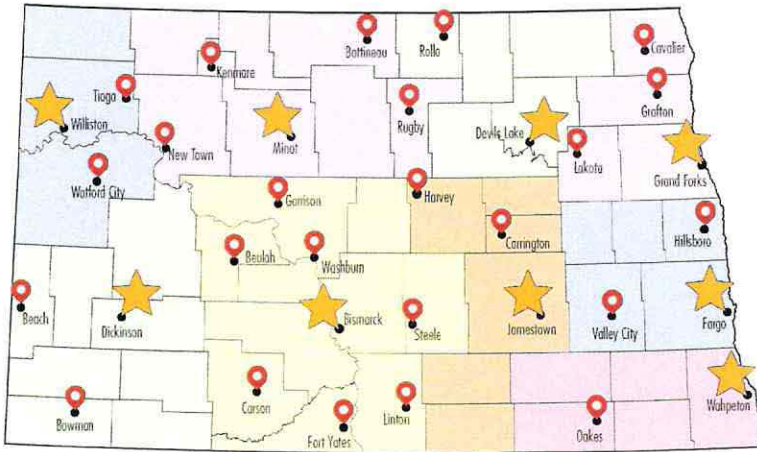 Bottineau
Rolla
Cavalier
Kenmare
Tioga
Grafton
Rugby
Williston
Devils Lake
New Town
Minot
Lakota
Grand Forks
Watford City
Garrison
Harvey
Carrington
Hillsboro
Beulah
Washburn
Beach
Dickinson
Bismarck
Steele
Jamestown
Valley City
Fargo
Carson
Linton
Wahpeton
Bowman
Fort Yates
Oakes